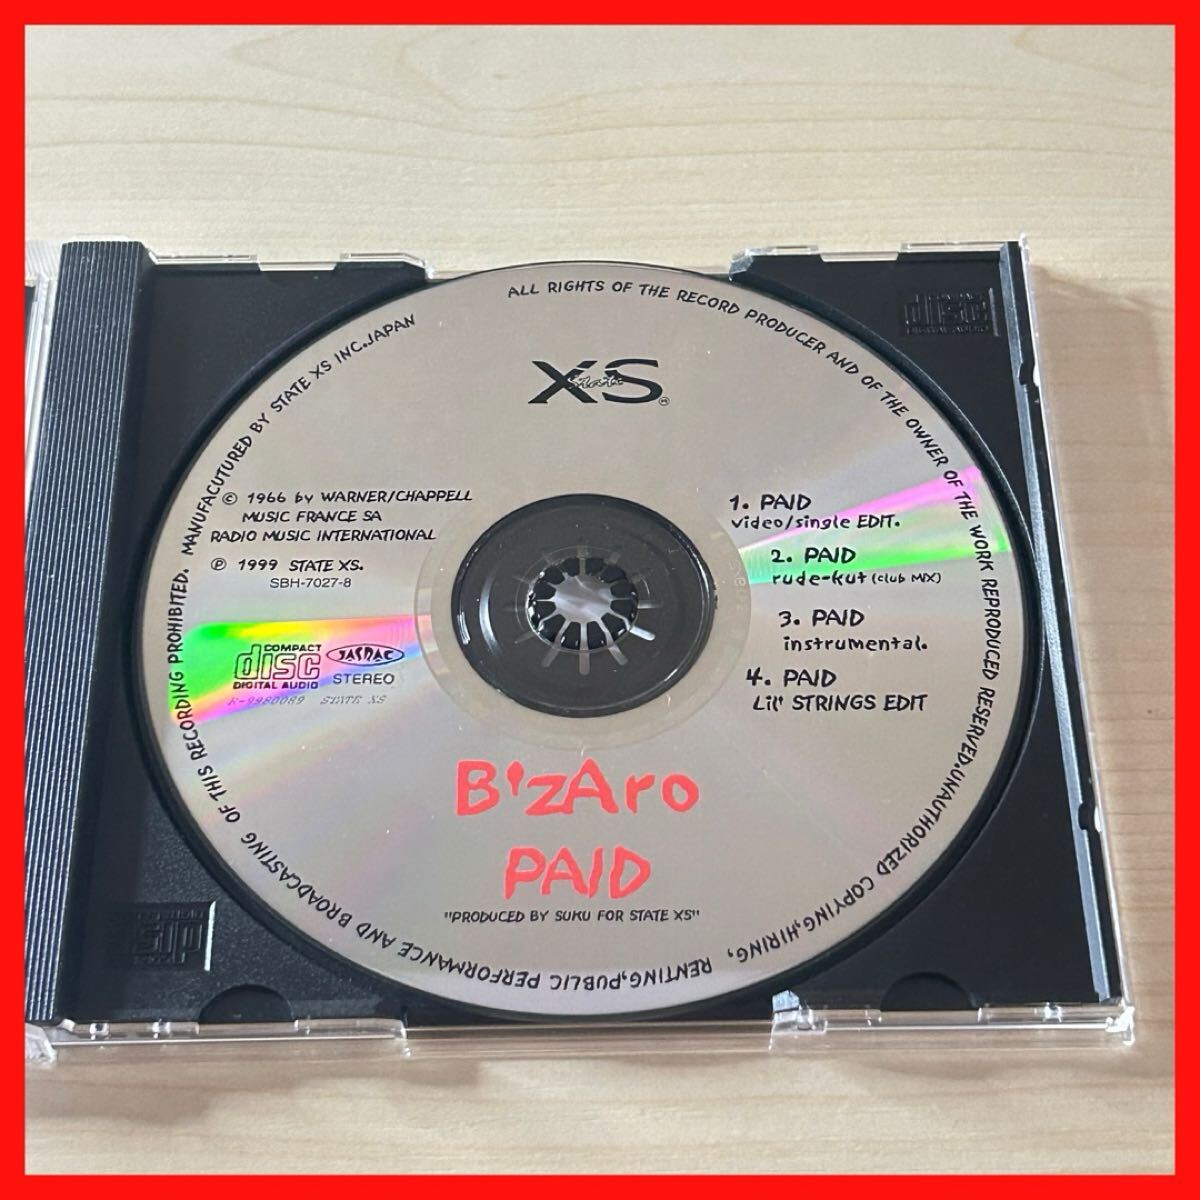 ALL RIGHTS OF THE RECORD PRODUCER AND OF THE OWNER OF THE WORK REPRODUCED RESERVED. UNAUTHORIZED COPYING, HIRING, RENTING, PUBLIC PERFORMANCE AND BROADCASTING OF THIS RECORDING PROHIBITED. MANUFACUTURED BY STATE XS INC. JAPAN
XS
State
®
© 1966 by WARNER/CHAPPELL
MUSIC FRANCE SA
RADIO MUSIC INTERNATIONAL
℗ 1999 STATE XS.
SBH-7027-8
COMPACT
disc
DIGITAL AUDIO
JASRAC
STEREO
R-9980089 STATE XS
1. PAID
video/single EDIT.
2. PAID
rude-kut (club MIX)
3. PAID
instrumental.
4. PAID
Lil' STRINGS EDIT
B'zAro
PAID
"PRODUCED BY SUKU FOR STATE XS"
disc
DIGITAL AUDIO
disc